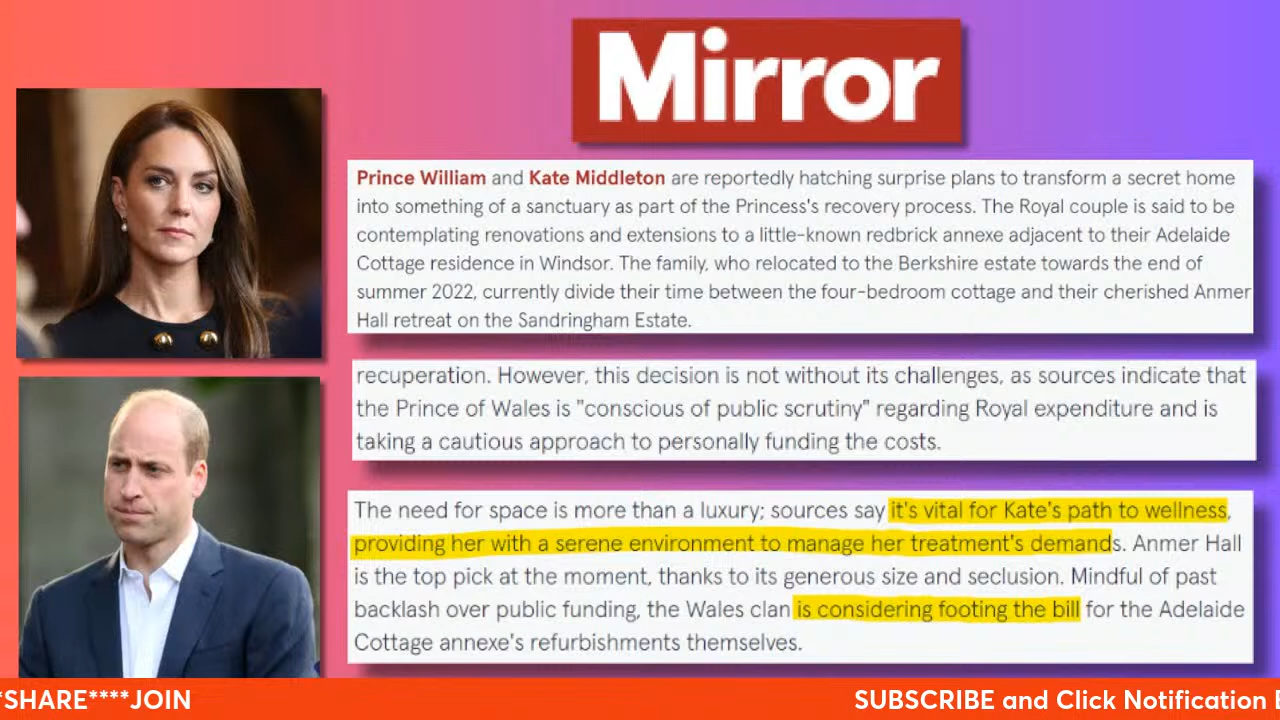 Mirror
Prince William and Kate Middleton are reportedly hatching surprise plans to transform a secret home
into something of a sanctuary as part of the Princess's recovery process. The Royal couple is said to be
contemplating renovations and extensions to a little-known redbrick annexe adjacent to their Adelaide
Cottage residence in Windsor. The family, who relocated to the Berkshire estate towards the end of
summer 2022, currently divide their time between the four-bedroom cottage and their cherished Anmer
Hall retreat on the Sandringham Estate.
recuperation. However, this decision is not without its challenges, as sources indicate that
the Prince of Wales is "conscious of public scrutiny" regarding Royal expenditure and is
taking a cautious approach to personally funding the costs.
The need for space is more than a luxury; sources say it's vital for Kate's path to wellness,
providing her with a serene environment to manage her treatment's demands. Anmer Hall
is the top pick at the moment, thanks to its generous size and seclusion. Mindful of past
backlash over public funding, the Wales clan is considering footing the bill for the Adelaide
Cottage annexe's refurbishments themselves.
*SHARE****JOIN SUBSCRIBE and Click Notification